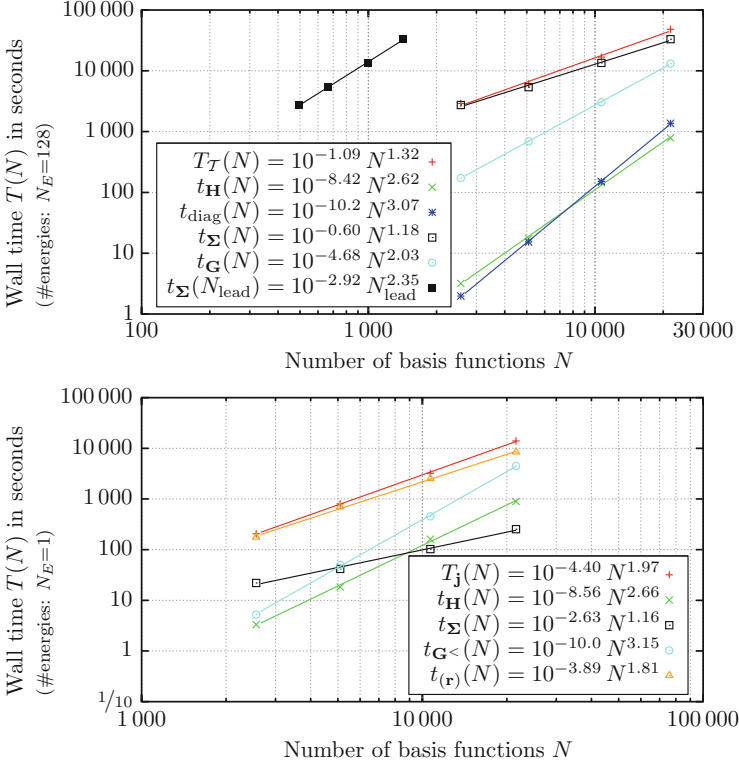 Wall time T(N) in seconds
(#energies: N_E=128)
100 000
10 000
1 000
100
10
1
T_𝒯(N) = 10^{-1.09} N^{1.32}
t_H(N) = 10^{-8.42} N^{2.62}
t_diag(N) = 10^{-10.2} N^{3.07}
t_Σ(N) = 10^{-0.60} N^{1.18}
t_G(N) = 10^{-4.68} N^{2.03}
t_Σ(N_lead) = 10^{-2.92} N_lead^{2.35}
100 1 000 10 000 30 000
Number of basis functions N
Wall time T(N) in seconds
(#energies: N_E=1)
100 000
10 000
1 000
100
10
1
1/10
T_j(N) = 10^{-4.40} N^{1.97}
t_H(N) = 10^{-8.56} N^{2.66}
t_Σ(N) = 10^{-2.63} N^{1.16}
t_{G<}(N) = 10^{-10.0} N^{3.15}
t_{(r)}(N) = 10^{-3.89} N^{1.81}
1 000 10 000 100 000
Number of basis functions N